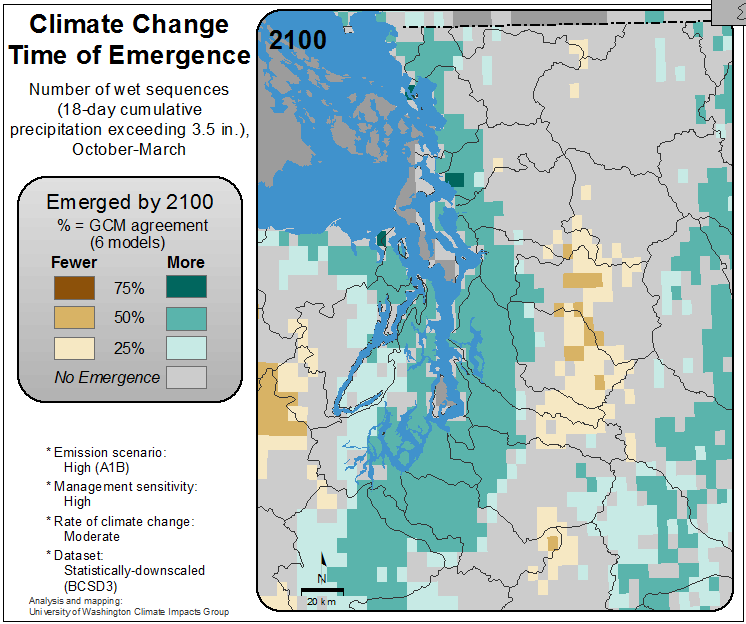 Climate Change
Time of Emergence
Number of wet sequences
(18-day cumulative
precipitation exceeding 3.5 in.),
October-March
Emerged by 2100
% = GCM agreement
(6 models)
Fewer More
75%
50%
25%
No Emergence
* Emission scenario:
High (A1B)
* Management sensitivity:
High
* Rate of climate change:
Moderate
* Dataset:
Statistically-downscaled
(BCSD3)
Analysis and mapping:
University of Washington Climate Impacts Group
2100
N
20 km